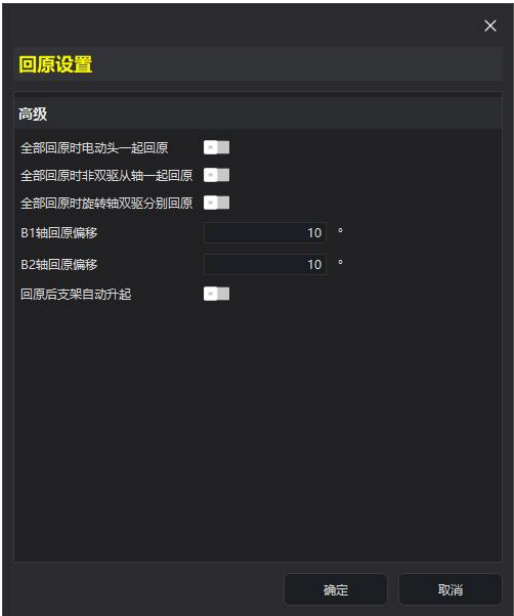 回原设置
高级
全部回原时电动头一起回原
全部回原时非双驱从轴一起回原
全部回原时旋转轴双驱分别回原
B1轴回原偏移 10 °
B2轴回原偏移 10 °
回原后支架自动升起
确定 取消